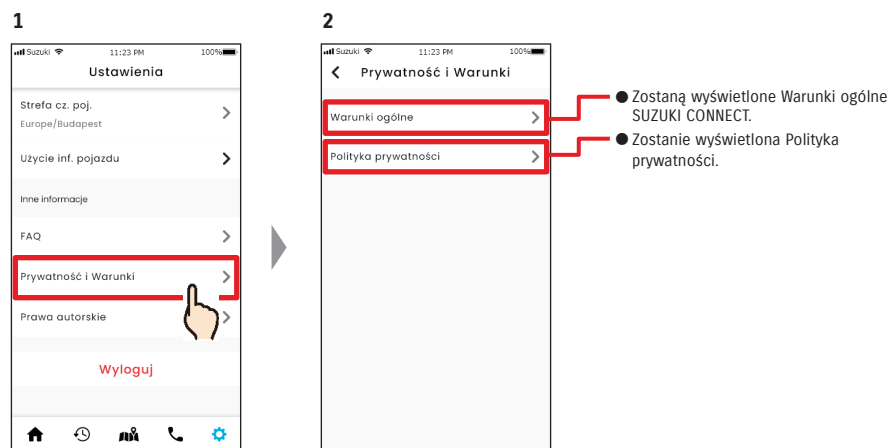 1
Suzuki 11:23 PM 100%
Ustawienia
Strefa cz. poj.
Europe/Budapest
Użycie inf. pojazdu
Inne informacje
FAQ
Prywatność i Warunki
Prawa autorskie
Wyloguj
2
Suzuki 11:23 PM 100%
Prywatność i Warunki
Warunki ogólne
Polityka prywatności
● Zostaną wyświetlone Warunki ogólne
SUZUKI CONNECT.
● Zostanie wyświetlona Polityka
prywatności.